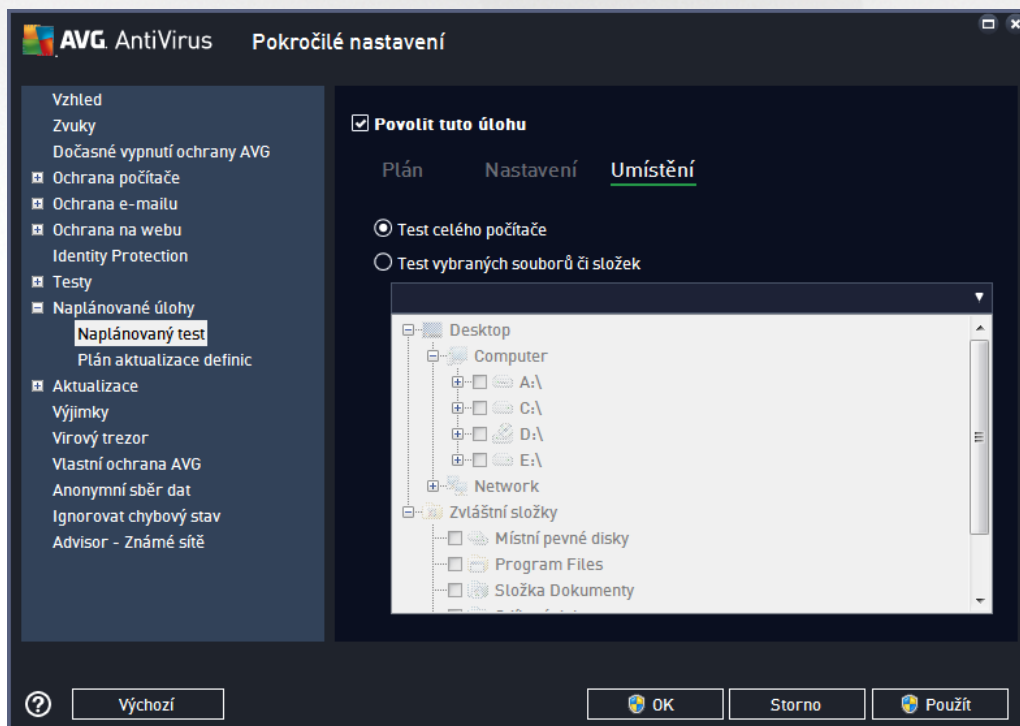 AVG. AntiVirus Pokročilé nastavení
Vzhled
Zvuky
Dočasné vypnutí ochrany AVG
Ochrana počítače
Ochrana e-mailu
Ochrana na webu
Identity Protection
Testy
Naplánované úlohy
Naplánovaný test
Plán aktualizace definic
Aktualizace
Výjimky
Virový trezor
Vlastní ochrana AVG
Anonymní sběr dat
Ignorovat chybový stav
Advisor - Známé sítě
Povolit tuto úlohu
Plán Nastavení Umístění
Test celého počítače
Test vybraných souborů či složek
Desktop
Computer
A:\
C:\
D:\
E:\
Network
Zvláštní složky
Místní pevné disky
Program Files
Složka Dokumenty
Výchozí OK Storno Použít